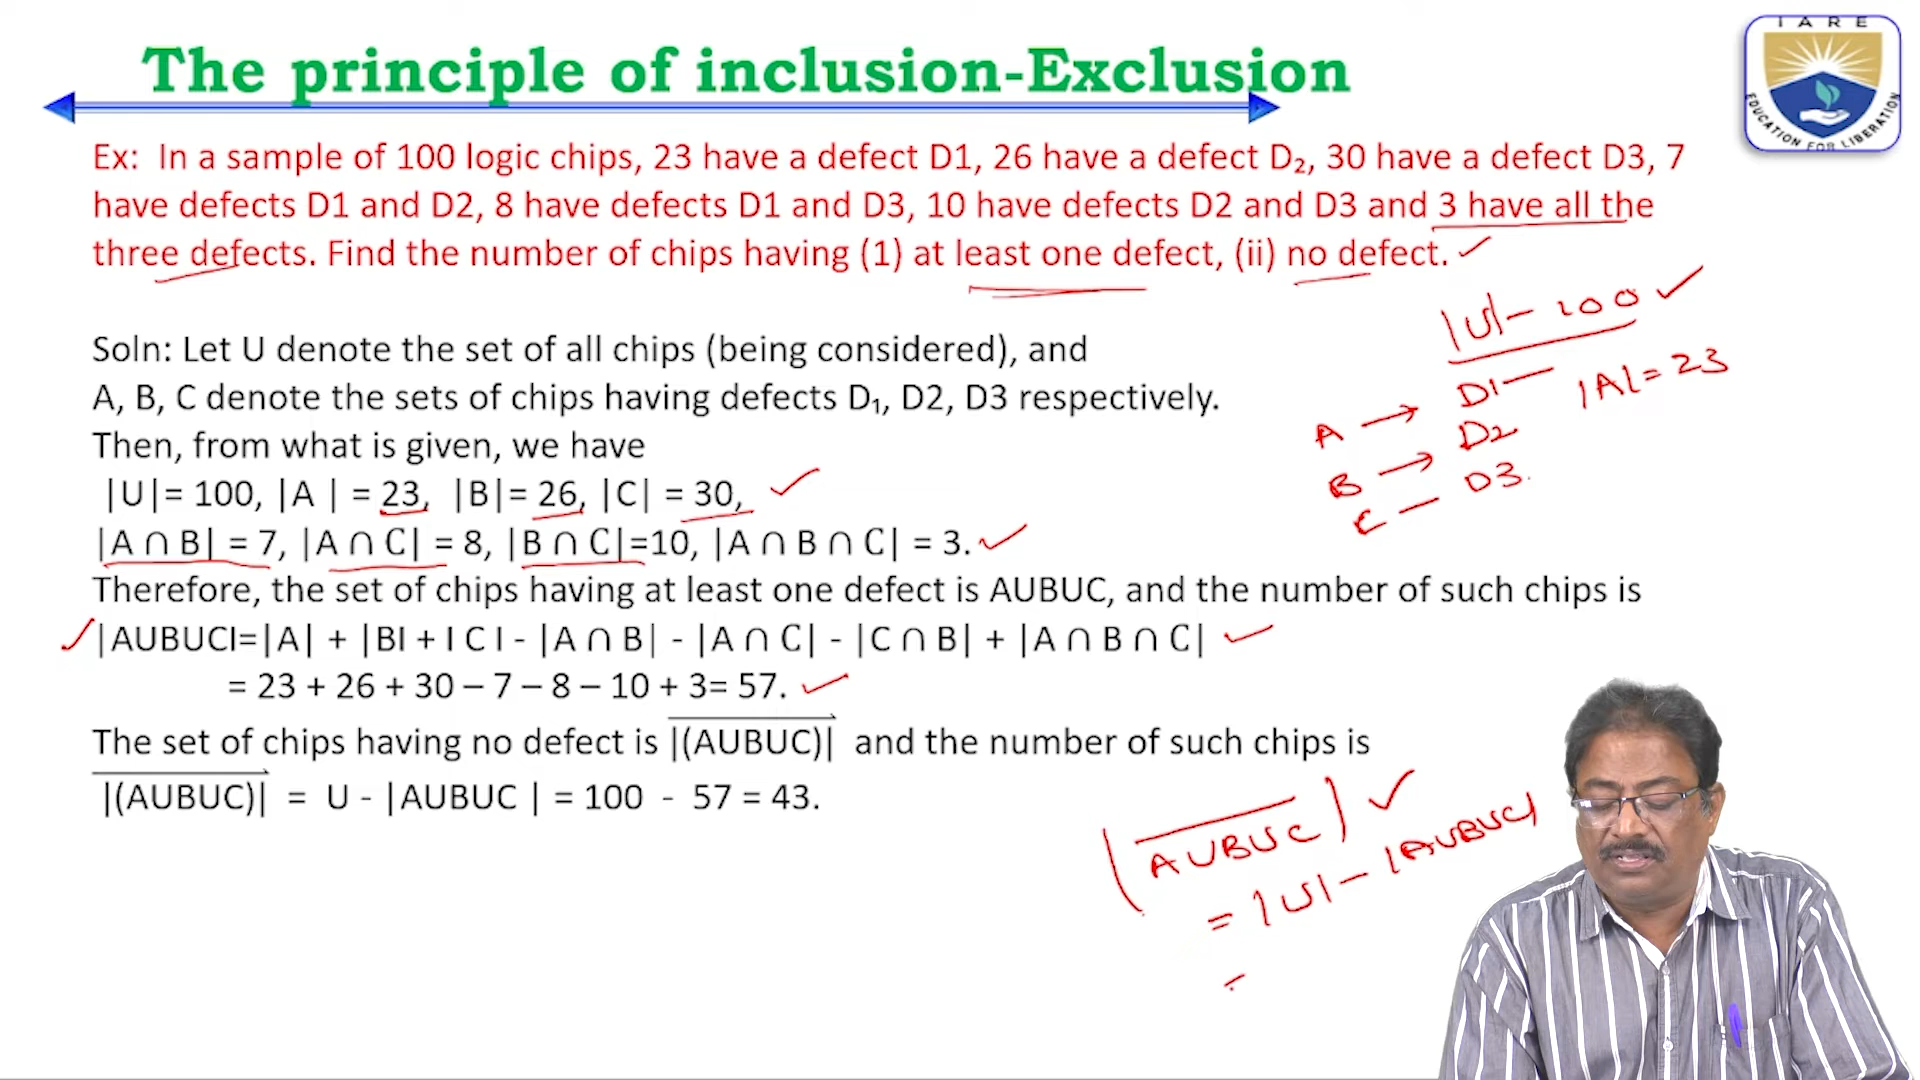 The principle of inclusion-Exclusion
IARE
EDUCATION FOR LIBERATION
Ex: In a sample of 100 logic chips, 23 have a defect D1, 26 have a defect D₂, 30 have a defect D3, 7
have defects D1 and D2, 8 have defects D1 and D3, 10 have defects D2 and D3 and 3 have all the
three defects. Find the number of chips having (1) at least one defect, (ii) no defect.
|U| - 100
Soln: Let U denote the set of all chips (being considered), and
D1 — |A| = 23
A, B, C denote the sets of chips having defects D₁, D2, D3 respectively.
A → D2
Then, from what is given, we have
B → D3.
|U|= 100, |A | = 23, |B|= 26, |C| = 30,
C —
|A ∩ B| = 7, |A ∩ C| = 8, |B ∩ C|=10, |A ∩ B ∩ C| = 3.
Therefore, the set of chips having at least one defect is AUBUC, and the number of such chips is
|AUBUCI=|A| + |BI + I C I - |A ∩ B| - |A ∩ C| - |C ∩ B| + |A ∩ B ∩ C|
= 23 + 26 + 30 – 7 – 8 – 10 + 3= 57.
The set of chips having no defect is |(AUBUC)| and the number of such chips is
|(AUBUC)| = U - |AUBUC | = 100 - 57 = 43.
|AUBUC|
= |U| - |AUBUC|
=